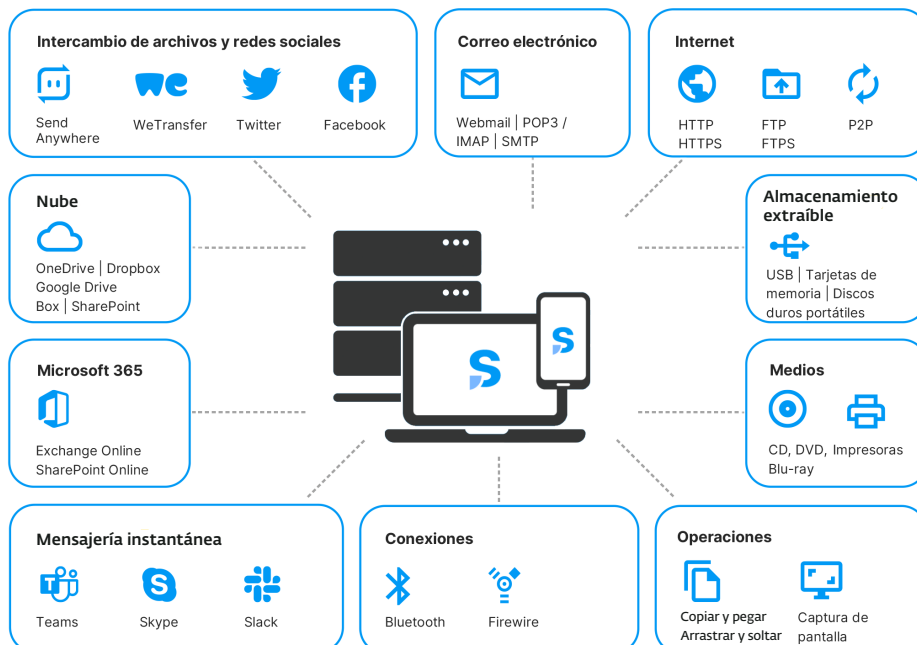 Intercambio de archivos y redes sociales
Send
Anywhere
WeTransfer
Twitter
Facebook
Correo electrónico
Webmail | POP3 /
IMAP | SMTP
Internet
HTTP
HTTPS
FTP
FTPS
P2P
Nube
OneDrive | Dropbox
Google Drive
Box | SharePoint
Almacenamiento
extraíble
USB | Tarjetas de
memoria | Discos
duros portátiles
Microsoft 365
Exchange Online
SharePoint Online
Medios
CD, DVD,
Blu-ray
Impresoras
Mensajería instantánea
Teams
Skype
Slack
Conexiones
Bluetooth
Firewire
Operaciones
Copiar y pegar
Arrastrar y soltar
Captura de
pantalla